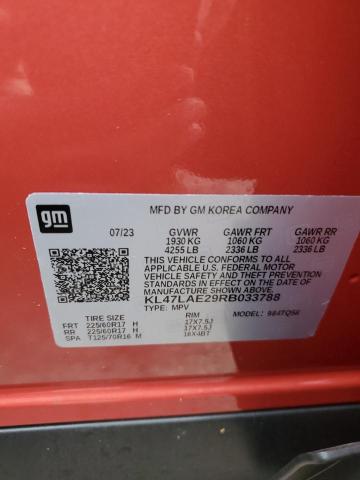 gm
MFD BY GM KOREA COMPANY
07/23 GVWR GAWR FRT GAWR RR
1930 KG 1060 KG 1060 KG
4255 LB 2336 LB 2336 LB
THIS VEHICLE CONFORMS TO ALL
APPLICABLE U.S. FEDERAL MOTOR
VEHICLE SAFETY AND THEFT PREVENTION
STANDARDS IN EFFECT ON THE DATE OF
MANUFACTURE SHOWN ABOVE.
KL47LAE29RB033788
TYPE: MPV MODEL:
TIRE SIZE RIM
FRT 225/60R17 H 17X7.5J
RR 225/60R17 H 17X7.5J
SPA T125/70R16 M 16X4BT